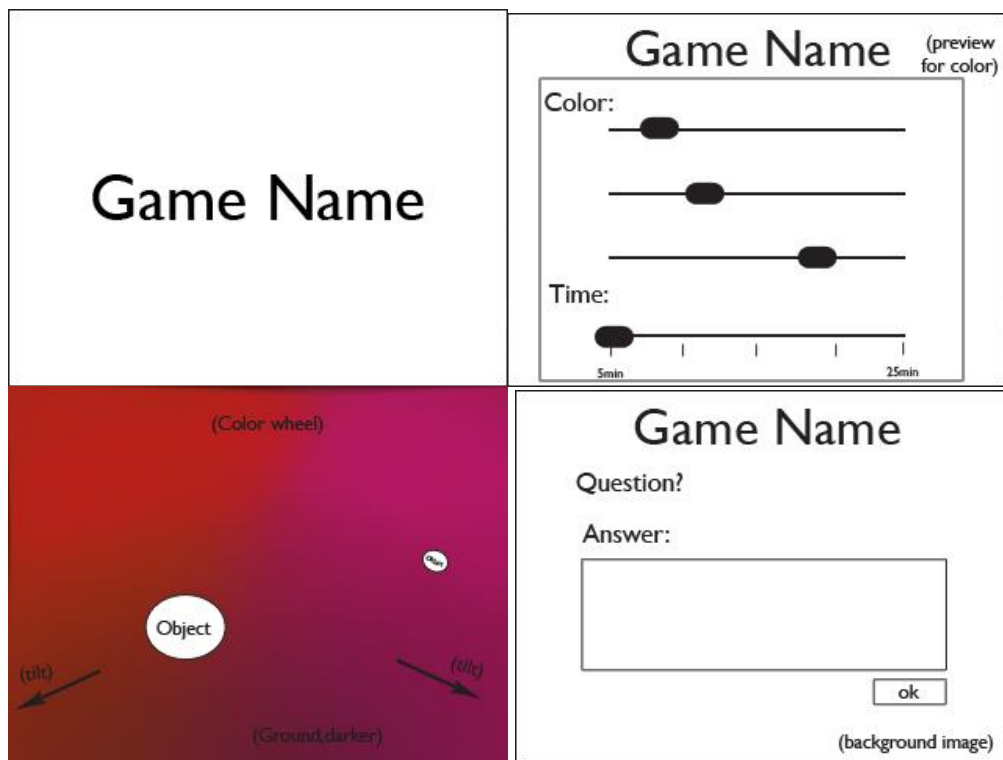 Game Name
Game Name
(preview
for color)
Color:
Time:
5min
25min
(Color wheel)
Object
Object
(tilt)
(tilt)
(Ground,darker)
Game Name
Question?
Answer:
ok
(background image)